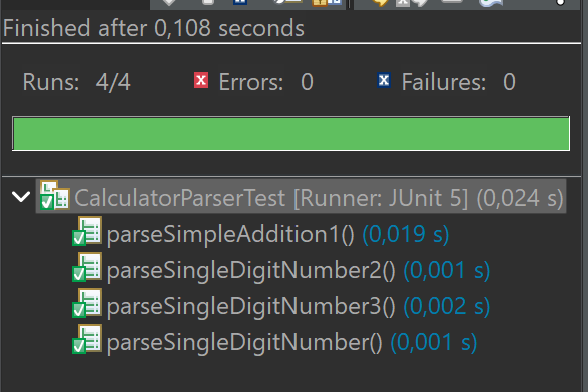 Finished after 0,108 seconds
Runs: 4/4 Errors: 0 Failures: 0
CalculatorParserTest [Runner: JUnit 5] (0,024 s)
parseSimpleAddition1() (0,019 s)
parseSingleDigitNumber2() (0,001 s)
parseSingleDigitNumber3() (0,002 s)
parseSingleDigitNumber() (0,001 s)